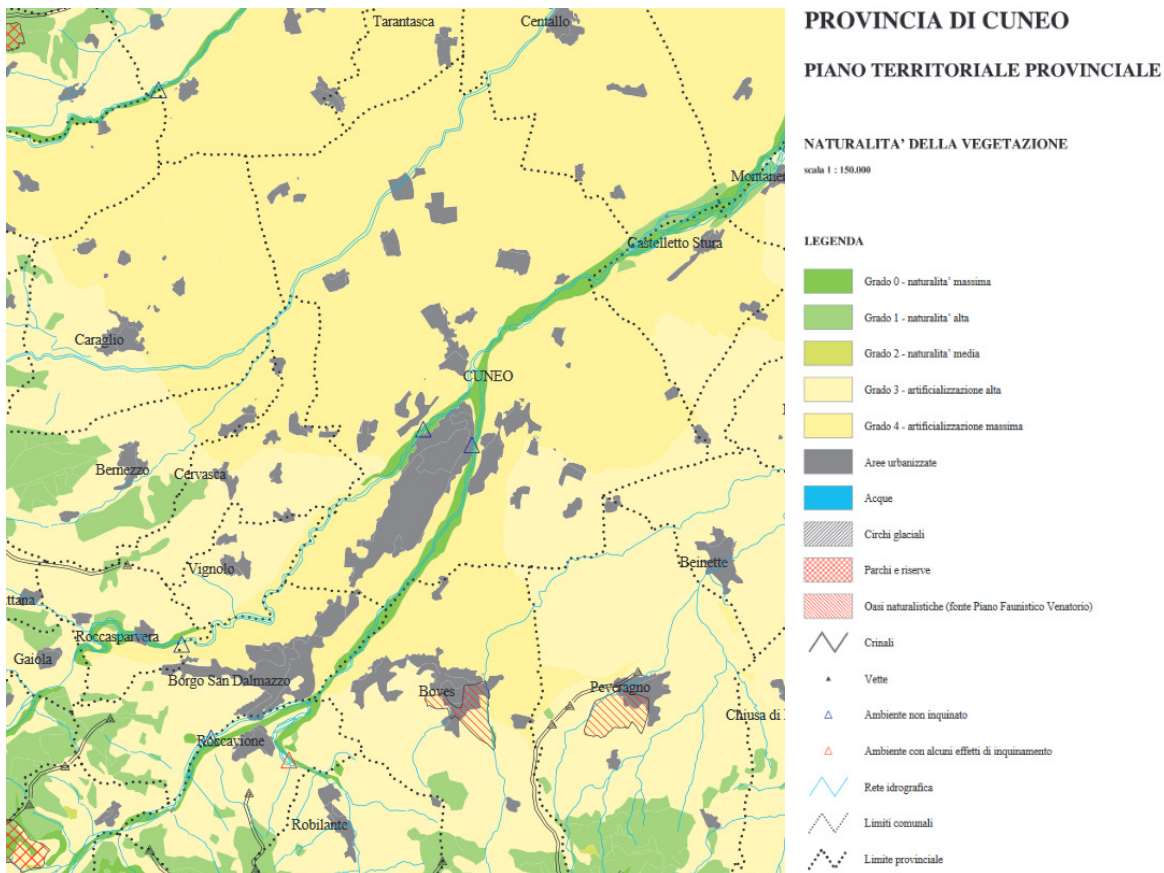 Tarantasca
Centallo
Montaner
Castelletto Stura
Caraglio
CUNEO
Bernezzo
Cervasca
Vignolo
Beinette
ttana
Roccasparvera
Gaiola
Borgo San Dalmazzo
Boves
Peveragno
Chiusa di
Roccavione
Robilante
PROVINCIA DI CUNEO
PIANO TERRITORIALE PROVINCIALE
NATURALITA' DELLA VEGETAZIONE
scala 1 : 150.000
LEGENDA
Grado 0 - naturalita' massima
Grado 1 - naturalita' alta
Grado 2 - naturalita' media
Grado 3 - artificializzazione alta
Grado 4 - artificializzazione massima
Aree urbanizzate
Acque
Circhi glaciali
Parchi e riserve
Oasi naturalistiche (fonte Piano Faunistico Venatorio)
Crinali
Vette
Ambiente non inquinato
Ambiente con alcuni effetti di inquinamento
Rete idrografica
Limiti comunali
Limite provinciale